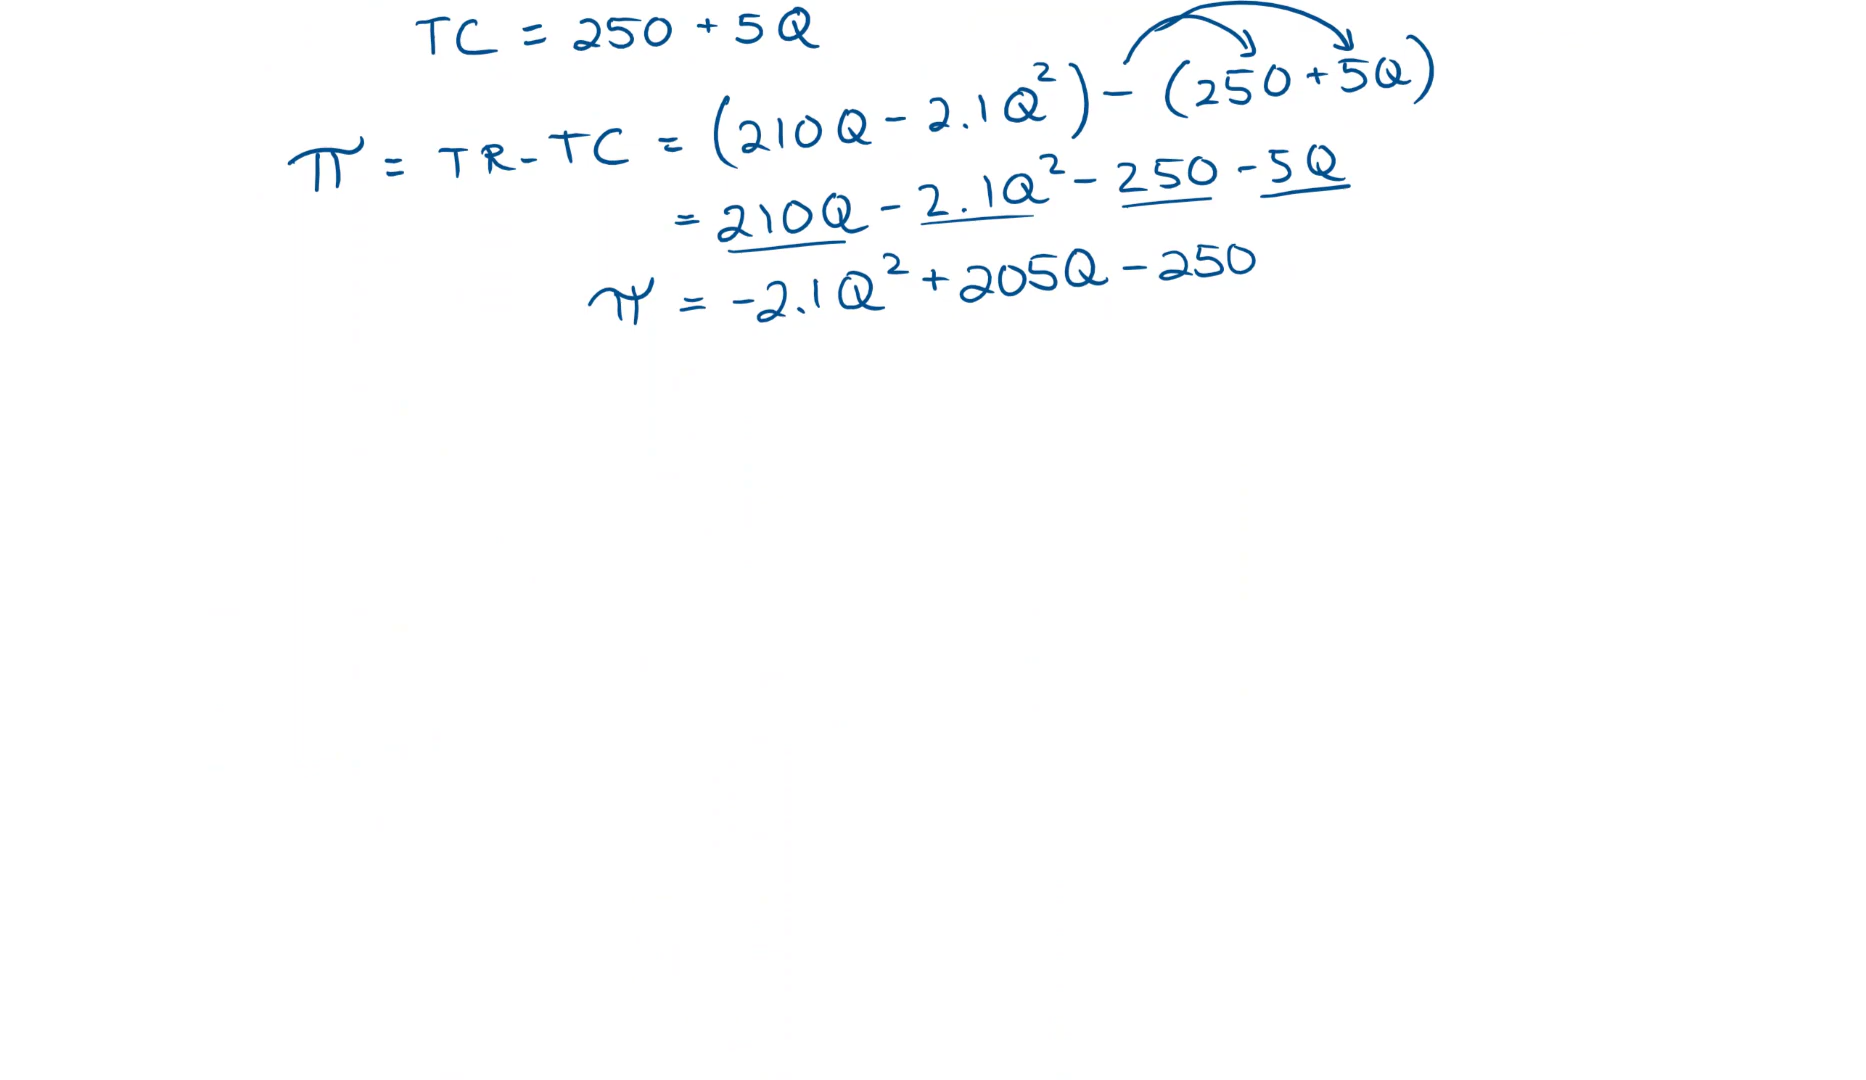 TC = 250 + 5Q
π = TR - TC = (210Q - 2.1Q²) - (250 + 5Q)
= 210Q - 2.1Q² - 250 - 5Q
π = -2.1Q² + 205Q - 250